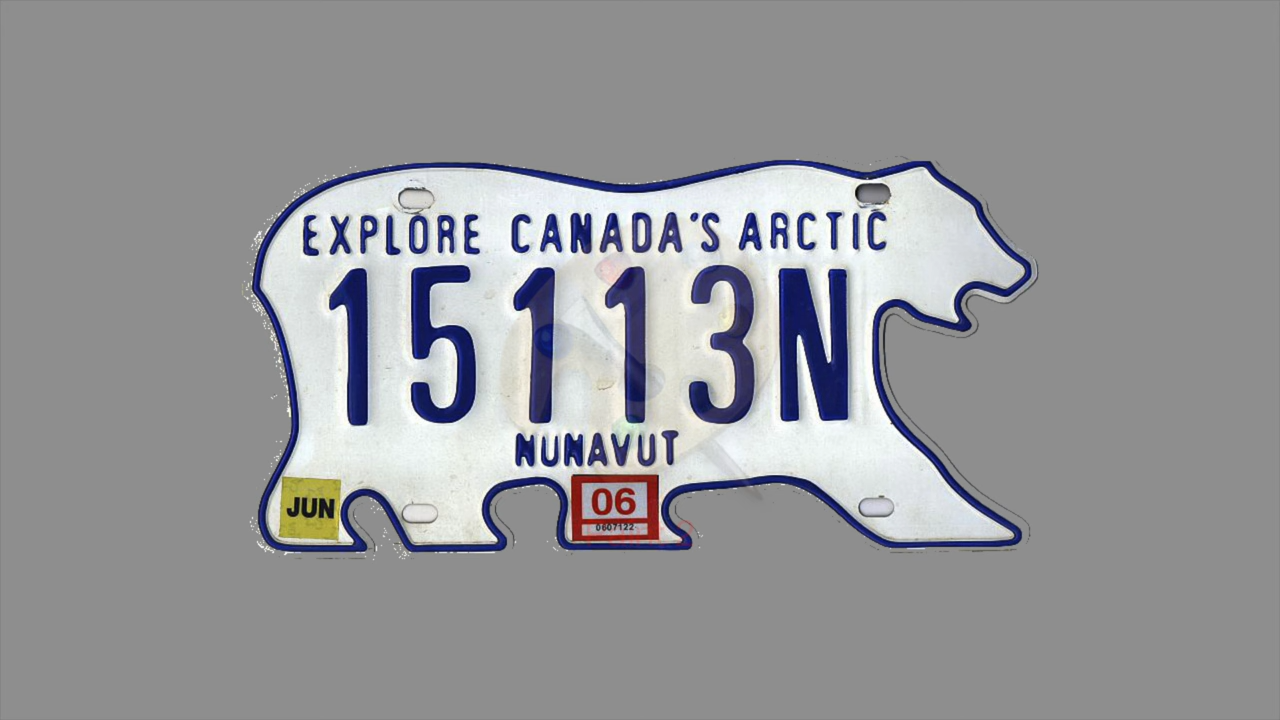 EXPLORE CANADA'S ARCTIC
15113N
NUNAVUT
JUN
06
0607122